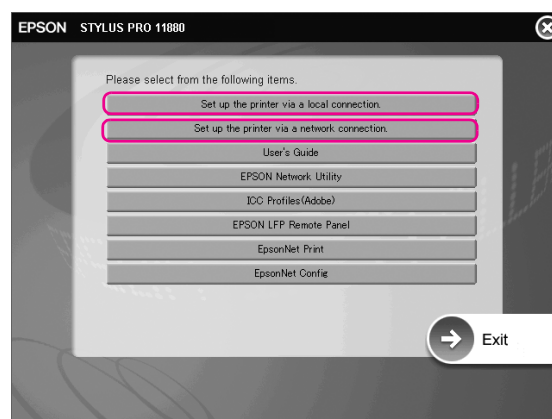 EPSON STYLUS PRO 11880
Please select from the following items.
Set up the printer via a local connection.
Set up the printer via a network connection.
User's Guide
EPSON Network Utility
ICC Profiles(Adobe)
EPSON LFP Remote Panel
EpsonNet Print
EpsonNet Config
Exit